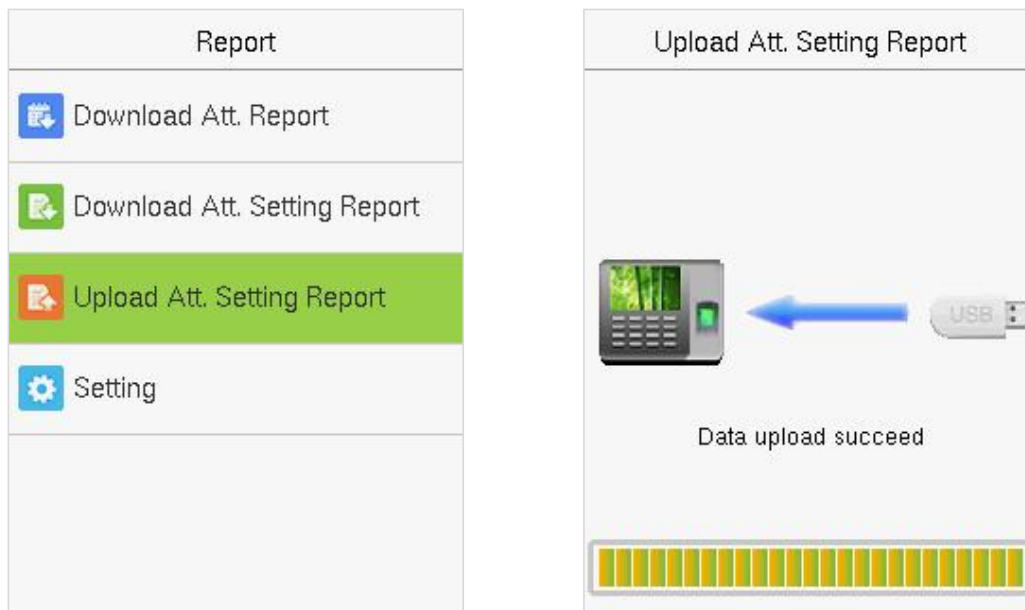 Report
Download Att. Report
Download Att. Setting Report
Upload Att. Setting Report
Setting
Upload Att. Setting Report
USB
Data upload succeed